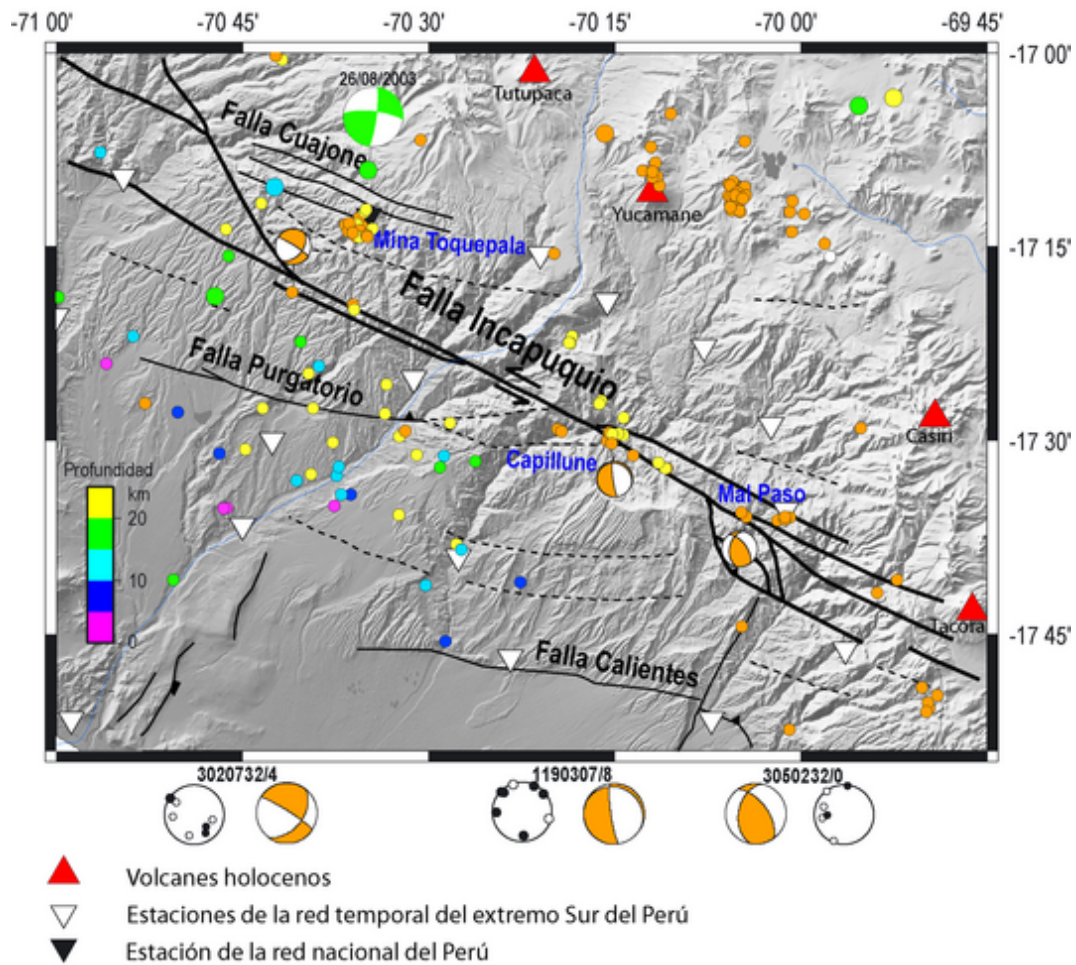 -71 00
-70 45
-70 30
-70 15
-70 00
-69 45
-17 00
26/08/2003
Tutupaca
Falla Cuajone
Yucamane
Mina Toquepala
-17 15
Falla Incapuquio
Falla Purgatorio
Casiri
-17 30
Capillune
Profundidad
km
20
10
0
Mal Paso
Tacora
-17 45
Falla Calientes
3020732/4
1190307/8
3050232/0
Volcanes holocenos
Estaciones de la red temporal del extremo Sur del Perú
Estación de la red nacional del Perú